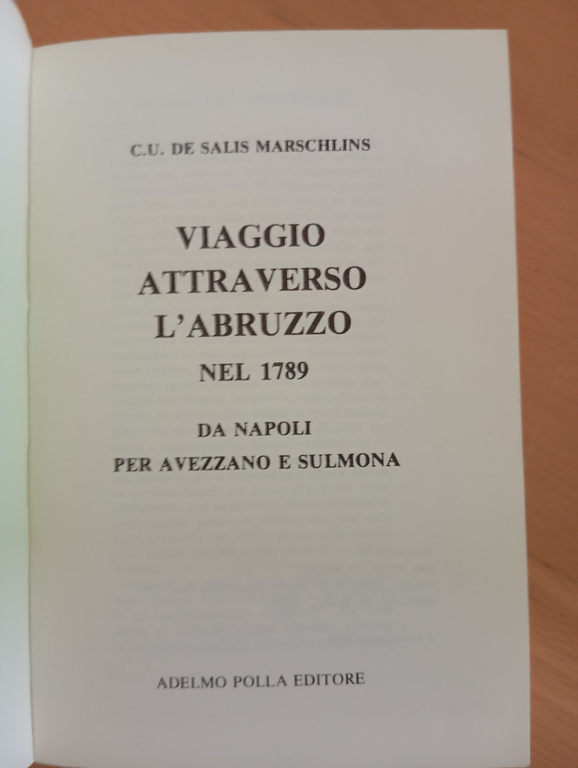 C.U. DE SALIS MARSCHLINS
VIAGGIO
ATTRAVERSO
L'ABRUZZO
NEL 1789
DA NAPOLI
PER AVEZZANO E SULMONA
ADELMO POLLA EDITORE